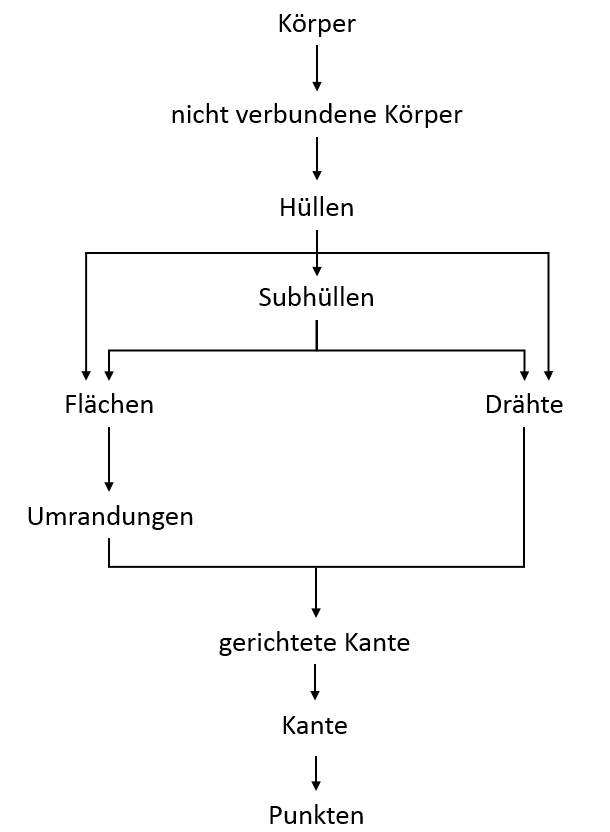 Körper
nicht verbundene Körper
Hüllen
Subhüllen
Flächen
Drähte
Umrandungen
gerichtete Kante
Kante
Punkten